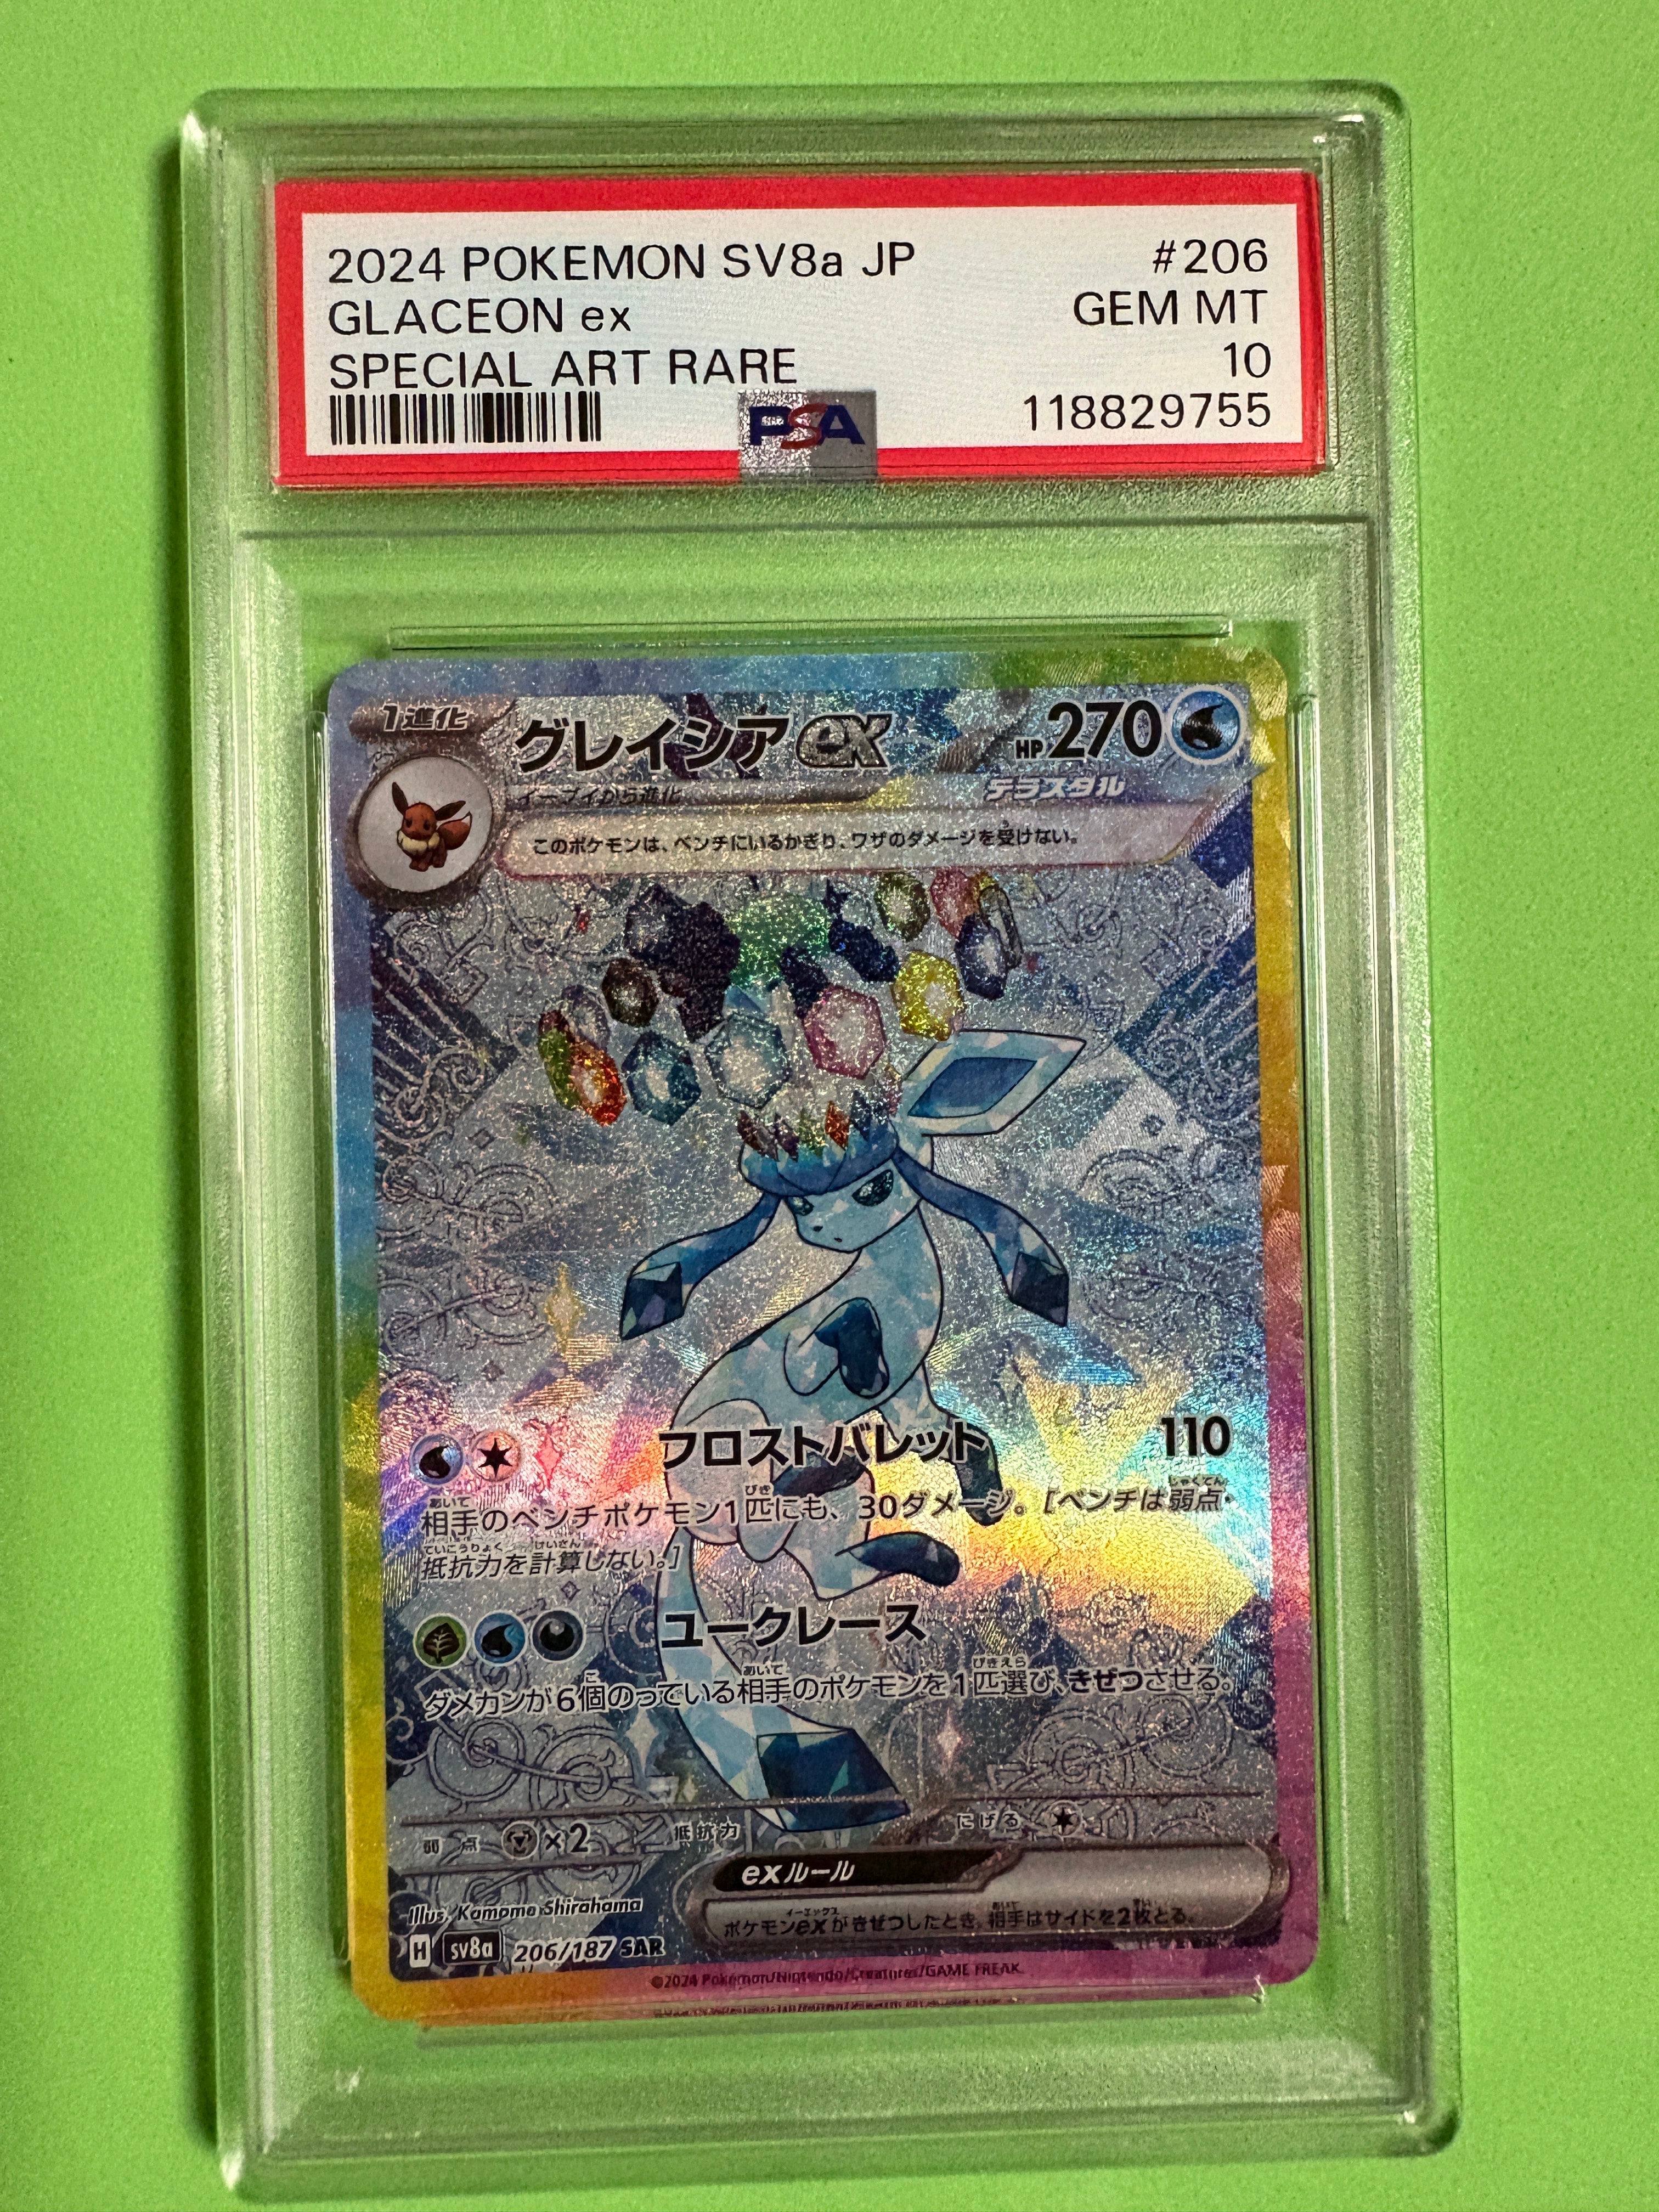 2024 POKEMON SV8a JP #206
GLACEON ex GEM MT
SPECIAL ART RARE 10
PSA 118829755
1進化 グレイシアex HP270
イーブイから進化 テラスタル
このポケモンは、ベンチにいるかぎり、ワザのダメージを受けない。
フロストバレット 110
相手のベンチポケモン1匹にも、30ダメージ。[ベンチは弱点・
抵抗力を計算しない。]
ユークレース
ダメカンが6個のっている相手のポケモンを1匹選び、きぜつさせる。
弱点 ×2 抵抗力 にげる
exルール
ポケモンexがきぜつしたとき、相手はサイドを2枚とる。
Illus. Kamome Shirahama
H sv8a 206/187 SAR
©2024 Pokémon/Nintendo/Creatures/GAME FREAK.